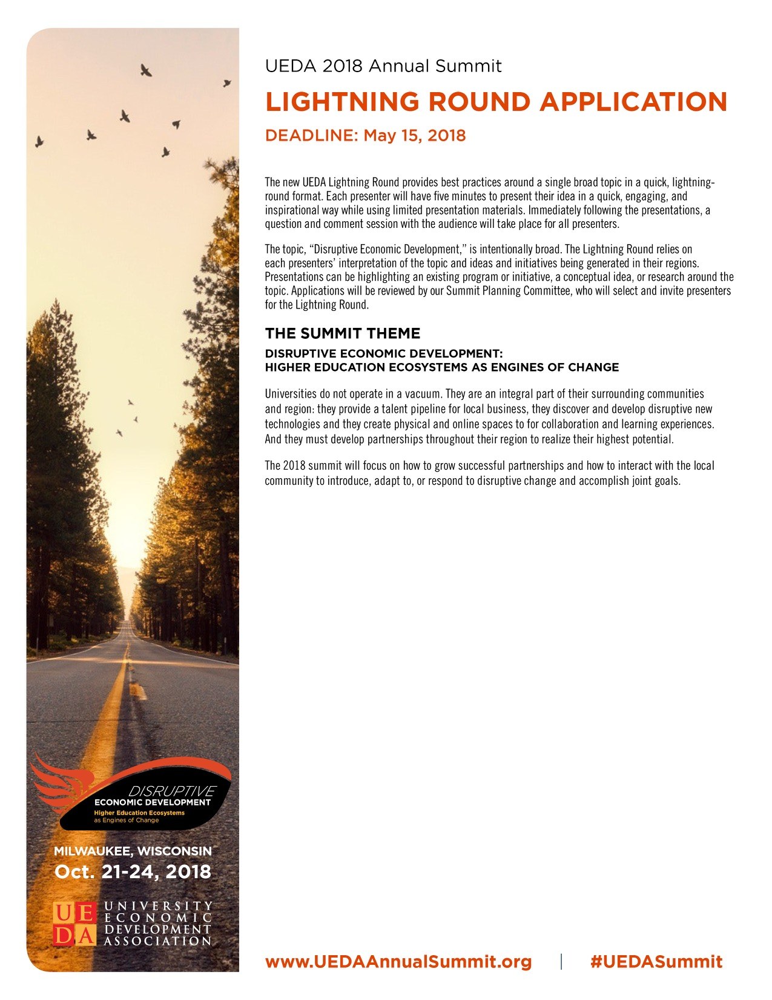 UEDA 2018 Annual Summit
LIGHTNING ROUND APPLICATION
DEADLINE: May 15, 2018
The new UEDA Lightning Round provides best practices around a single broad topic in a quick, lightning-
round format. Each presenter will have five minutes to present their idea in a quick, engaging, and
inspirational way while using limited presentation materials. Immediately following the presentations, a
question and comment session with the audience will take place for all presenters.
The topic, “Disruptive Economic Development,” is intentionally broad. The Lightning Round relies on
each presenters’ interpretation of the topic and ideas and initiatives being generated in their regions.
Presentations can be highlighting an existing program or initiative, a conceptual idea, or research around the
topic. Applications will be reviewed by our Summit Planning Committee, who will select and invite presenters
for the Lightning Round.
THE SUMMIT THEME
DISRUPTIVE ECONOMIC DEVELOPMENT:
HIGHER EDUCATION ECOSYSTEMS AS ENGINES OF CHANGE
Universities do not operate in a vacuum. They are an integral part of their surrounding communities
and region: they provide a talent pipeline for local business, they discover and develop disruptive new
technologies and they create physical and online spaces to for collaboration and learning experiences.
And they must develop partnerships throughout their region to realize their highest potential.
The 2018 summit will focus on how to grow successful partnerships and how to interact with the local
community to introduce, adapt to, or respond to disruptive change and accomplish joint goals.
DISRUPTIVE
ECONOMIC DEVELOPMENT
Higher Education Ecosystems
as Engines of Change
MILWAUKEE, WISCONSIN
Oct. 21-24, 2018
UE
DA
UNIVERSITY
ECONOMIC
DEVELOPMENT
ASSOCIATION
www.UEDAAnnualSummit.org | #UEDASummit